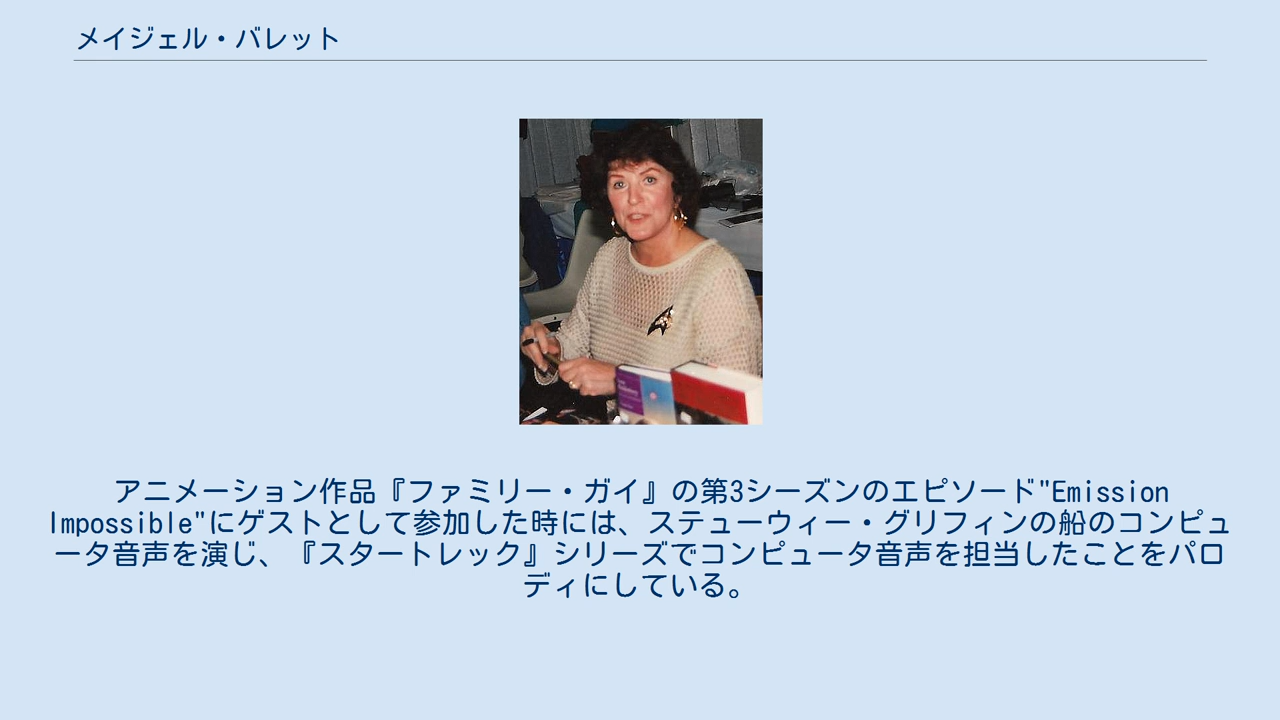 メイジェル・バレット
アニメーション作品『ファミリー・ガイ』の第3シーズンのエピソード"Emission
Impossible"にゲストとして参加した時には、ステューウィー・グリフィンの船のコンピュ
ータ音声を演じ、『スタートレック』シリーズでコンピュータ音声を担当したことをパロ
ディにしている。